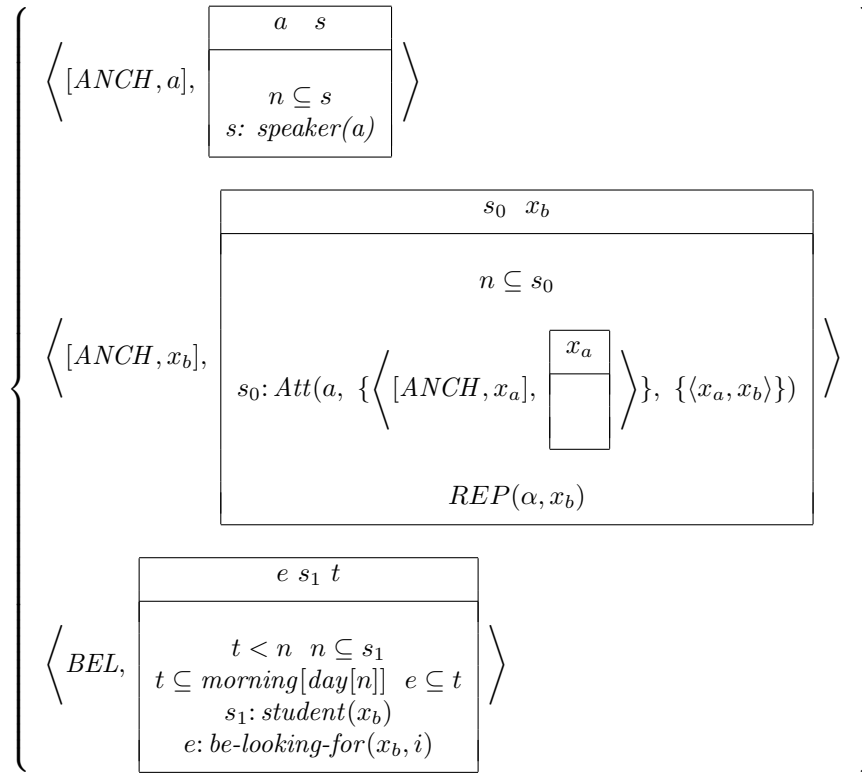 a s
⟨[ANCH, a],
n ⊆ s
s: speaker(a)
⟩
s₀ x_b
n ⊆ s₀
⟨[ANCH, x_b],
x_a
s₀: Att(a, {⟨[ANCH, x_a], ⟩}, {⟨x_a, x_b⟩})
⟩
REP(α, x_b)
e s₁ t
⟨BEL,
t < n n ⊆ s₁
t ⊆ morning[day[n]] e ⊆ t
s₁: student(x_b)
e: be-looking-for(x_b, i)
⟩